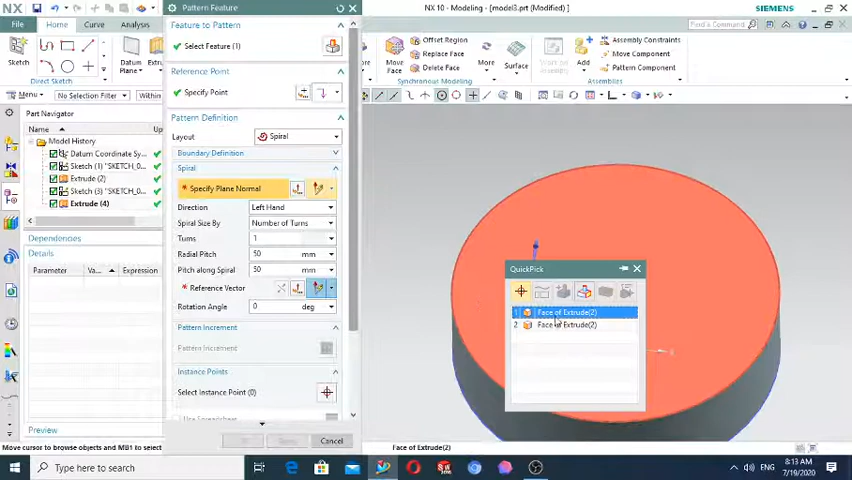 NX Pattern Feature NX 10 - Modeling - [model3.prt (Modified) ] SIEMENS
File Home Curve Analysis Find a Command
Feature to Pattern
Select Feature (1)
Offset Region
Replace Face
Delete Face
Assembly Constraints
Move Component
Pattern Component
Sketch
Datum Plane
Move Face
More
Surface
Add
Direct Sketch
Synchronous Modeling
Assemblies
Reference Point
Specify Point
Menu
No Selection Filter
Within
Pattern Definition
Part Navigator
Name
Layout Spiral
Model History
Datum Coordinate Sy...
Sketch (1) "SKETCH_0...
Extrude (2)
Sketch (3) "SKETCH_0...
Extrude (4)
Boundary Definition
Spiral
* Specify Plane Normal
Direction Left Hand
Spiral Size By Number of Turns
Turns 1
Radial Pitch 50 mm
Pitch along Spiral 50 mm
* Reference Vector
Rotation Angle 0 deg
Pattern Increment
Pattern Increment
Instance Points
Select Instance Point (0)
Use Spreadsheet
Cancel
Dependencies
Details
Parameter Va... Expression
Preview
QuickPick
1 Face of Extrude(2)
2 Face of Extrude(2)
Move cursor to browse objects and MB1 to select
Face of Extrude(2)
Type here to search
ENG
8:13 AM
7/19/2020